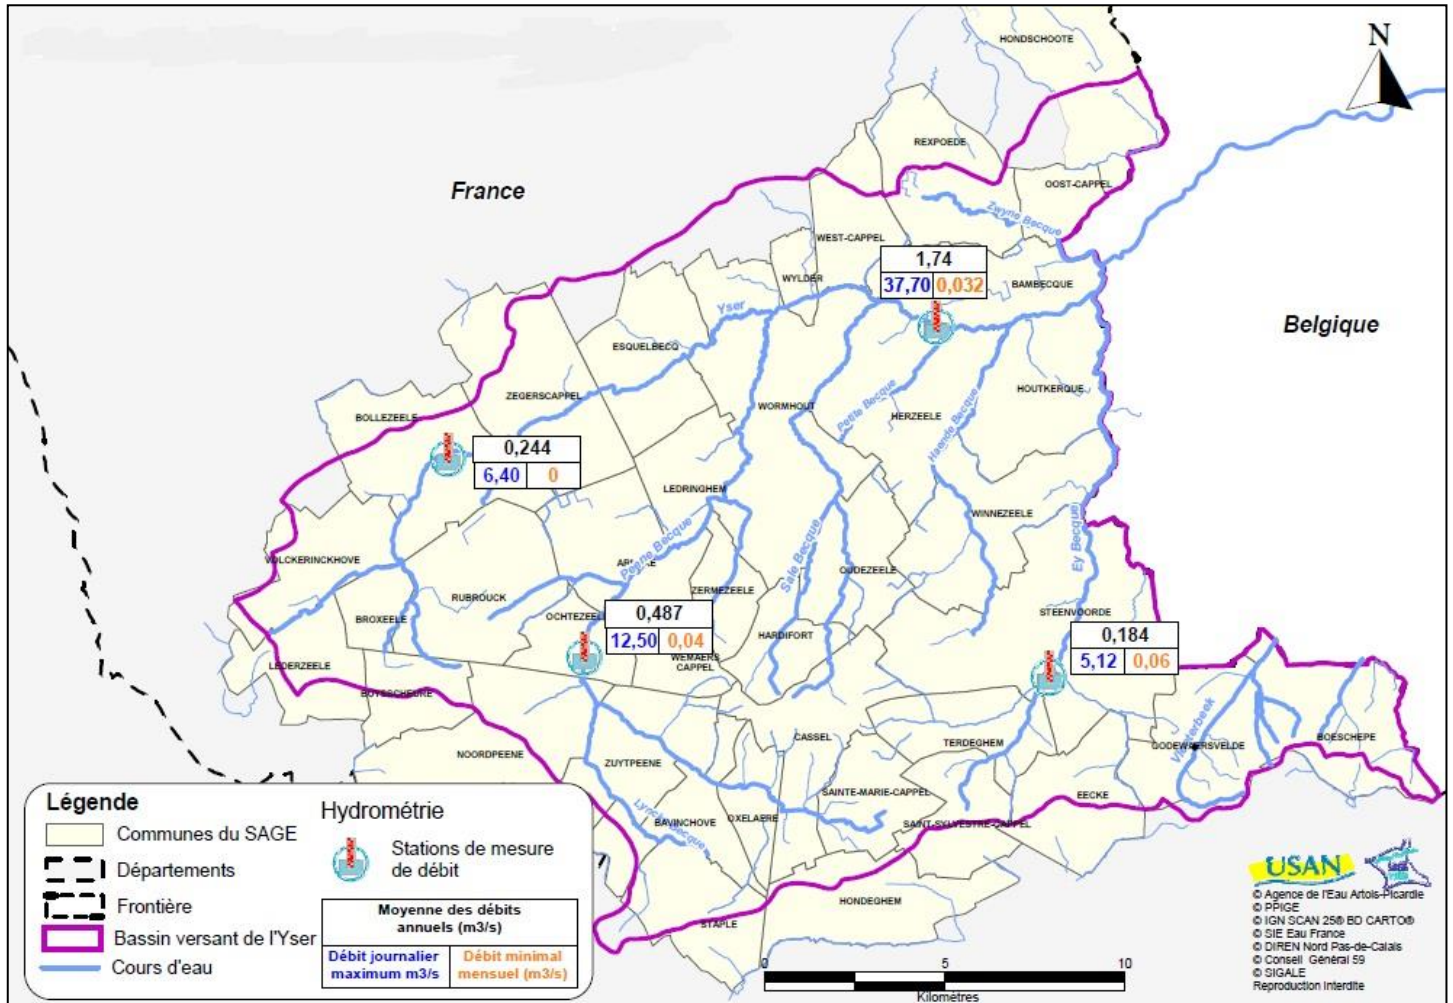 HONDSCHOOTE
N
REXPOEDE
France
OOST-CAPPEL
Zwyne Becque
WEST-CAPPEL
1,74
37,70 0,032
WYLDER
BAMBECQUE
Yser
Belgique
ESQUELBECQ
ZEGERSCAPPEL
HOUTKERQUE
BOLLEZEELE
WORMHOUT
Petite Becque
HERZEELE
Haende Becque
0,244
6,40 0
LEDRINGHEM
WINNEZEELE
Ey Becque
Peene Becque
Sale Becque
VOLCKERINCKHOVE
OUDEZEELE
ZERMEZEELE
RUBROUCK
STEENVOORDE
BROXEELE
OCHTEZEELE
0,487
12,50 0,04
HARDIFORT
0,184
5,12 0,06
WEMAERS
CAPPEL
LEDERZEELE
BUYSSCHEURE
CASSEL
TERDEGHEM
Vleterbeek
GODEWAERSVELDE
BOESCHEPE
NOORDPEENE
ZUYTPEENE
SAINTE-MARIE-CAPPEL
EECKE
BAVINCHOVE
OXELAERE
SAINT-SYLVESTRE-CAPPEL
HONDEGHEM
STAPLE
Légende
Communes du SAGE
Départements
Frontière
Bassin versant de l'Yser
Cours d'eau
Hydrométrie
Stations de mesure
de débit
Moyenne des débits
annuels (m3/s)
Débit journalier
maximum m3/s
Débit minimal
mensuel (m3/s)
0 5 10
Kilomètres
USAN
© Agence de l'Eau Artois-Picardie
© PPIGE
© IGN SCAN 25® BD CARTO®
© SIE Eau France
© DIREN Nord Pas-de-Calais
© Conseil Général 59
© SIGALE
Reproduction Interdite